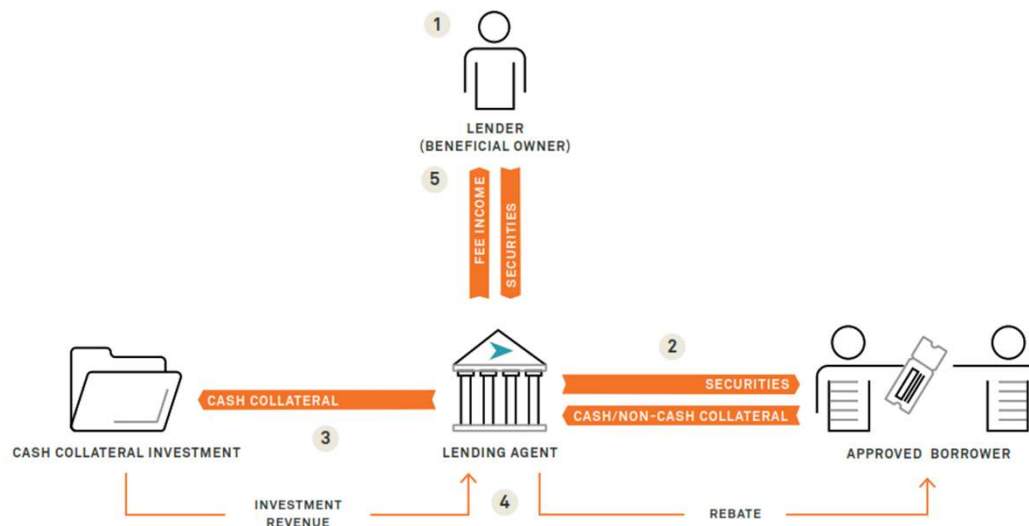 1
LENDER
(BENEFICIAL OWNER)
5
FEE INCOME
SECURITIES
2
SECURITIES
CASH/NON-CASH COLLATERAL
CASH COLLATERAL
3
CASH COLLATERAL INVESTMENT
LENDING AGENT
APPROVED BORROWER
INVESTMENT
REVENUE
4
REBATE